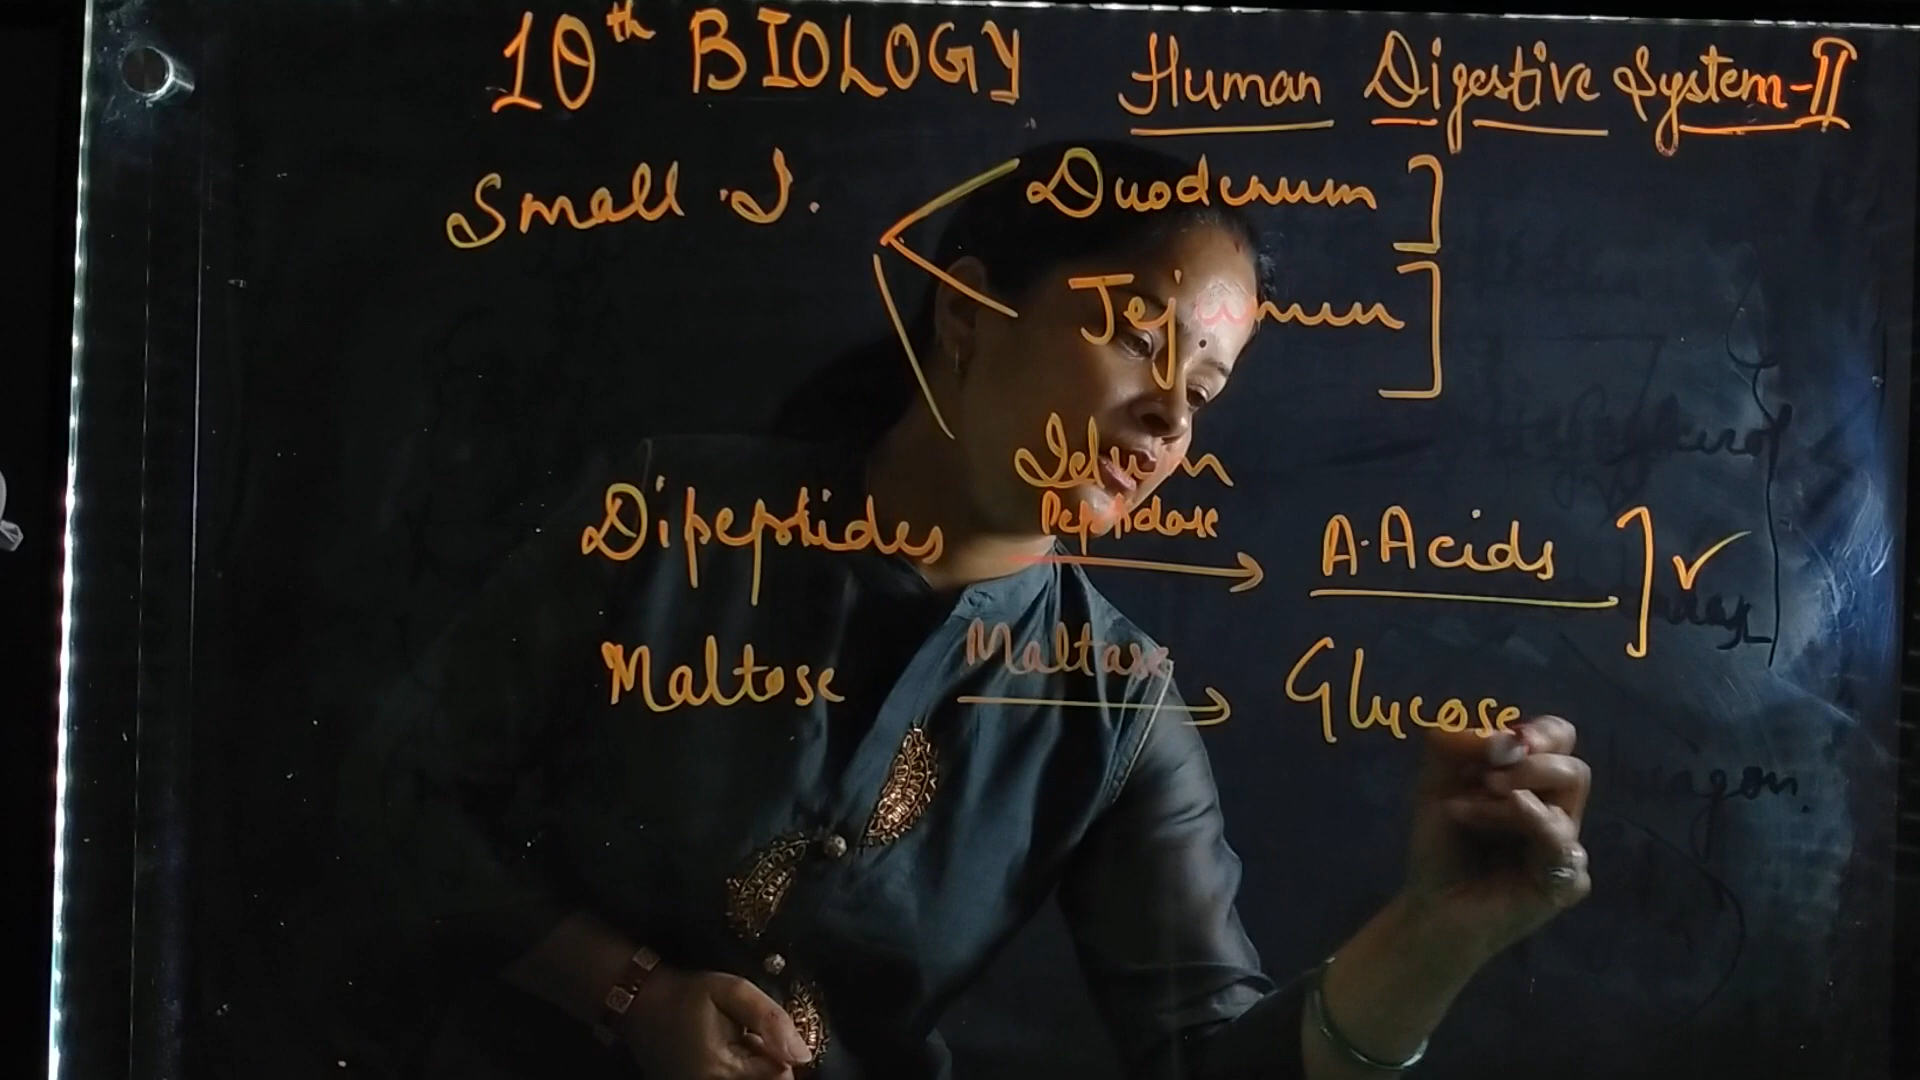 10th BIOLOGY Human Digestive System-II
Small I.
Duodenum
Jejunum
Ileum
Dipeptides Peptidase A.Acids
Maltose Maltase Glucose